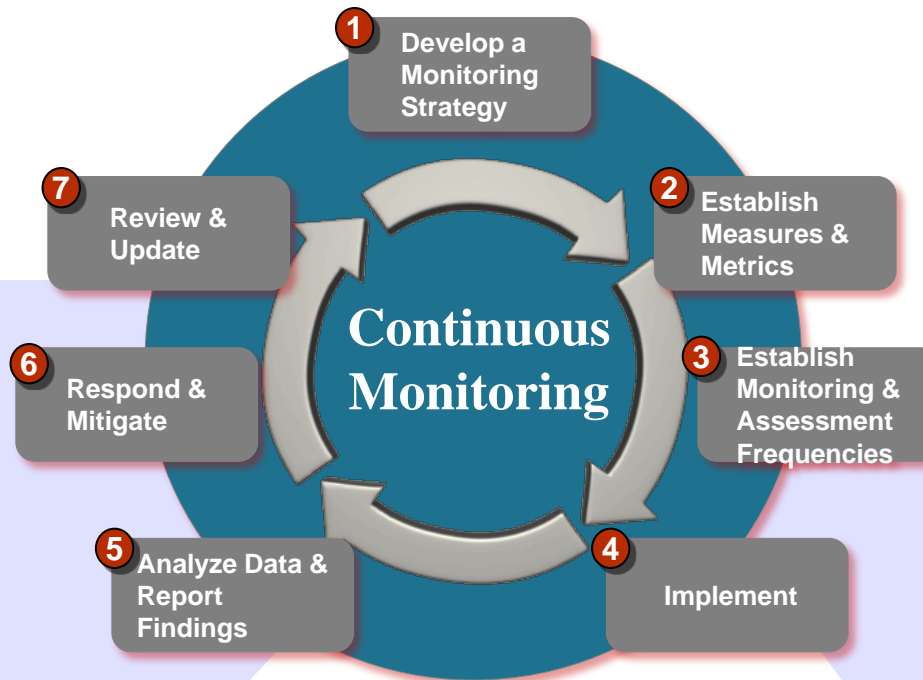 1
Develop a
Monitoring
Strategy
2
Establish
Measures &
Metrics
3
Establish
Monitoring &
Assessment
Frequencies
4
Implement
5
Analyze Data &
Report
Findings
6
Respond &
Mitigate
7
Review &
Update
Continuous
Monitoring